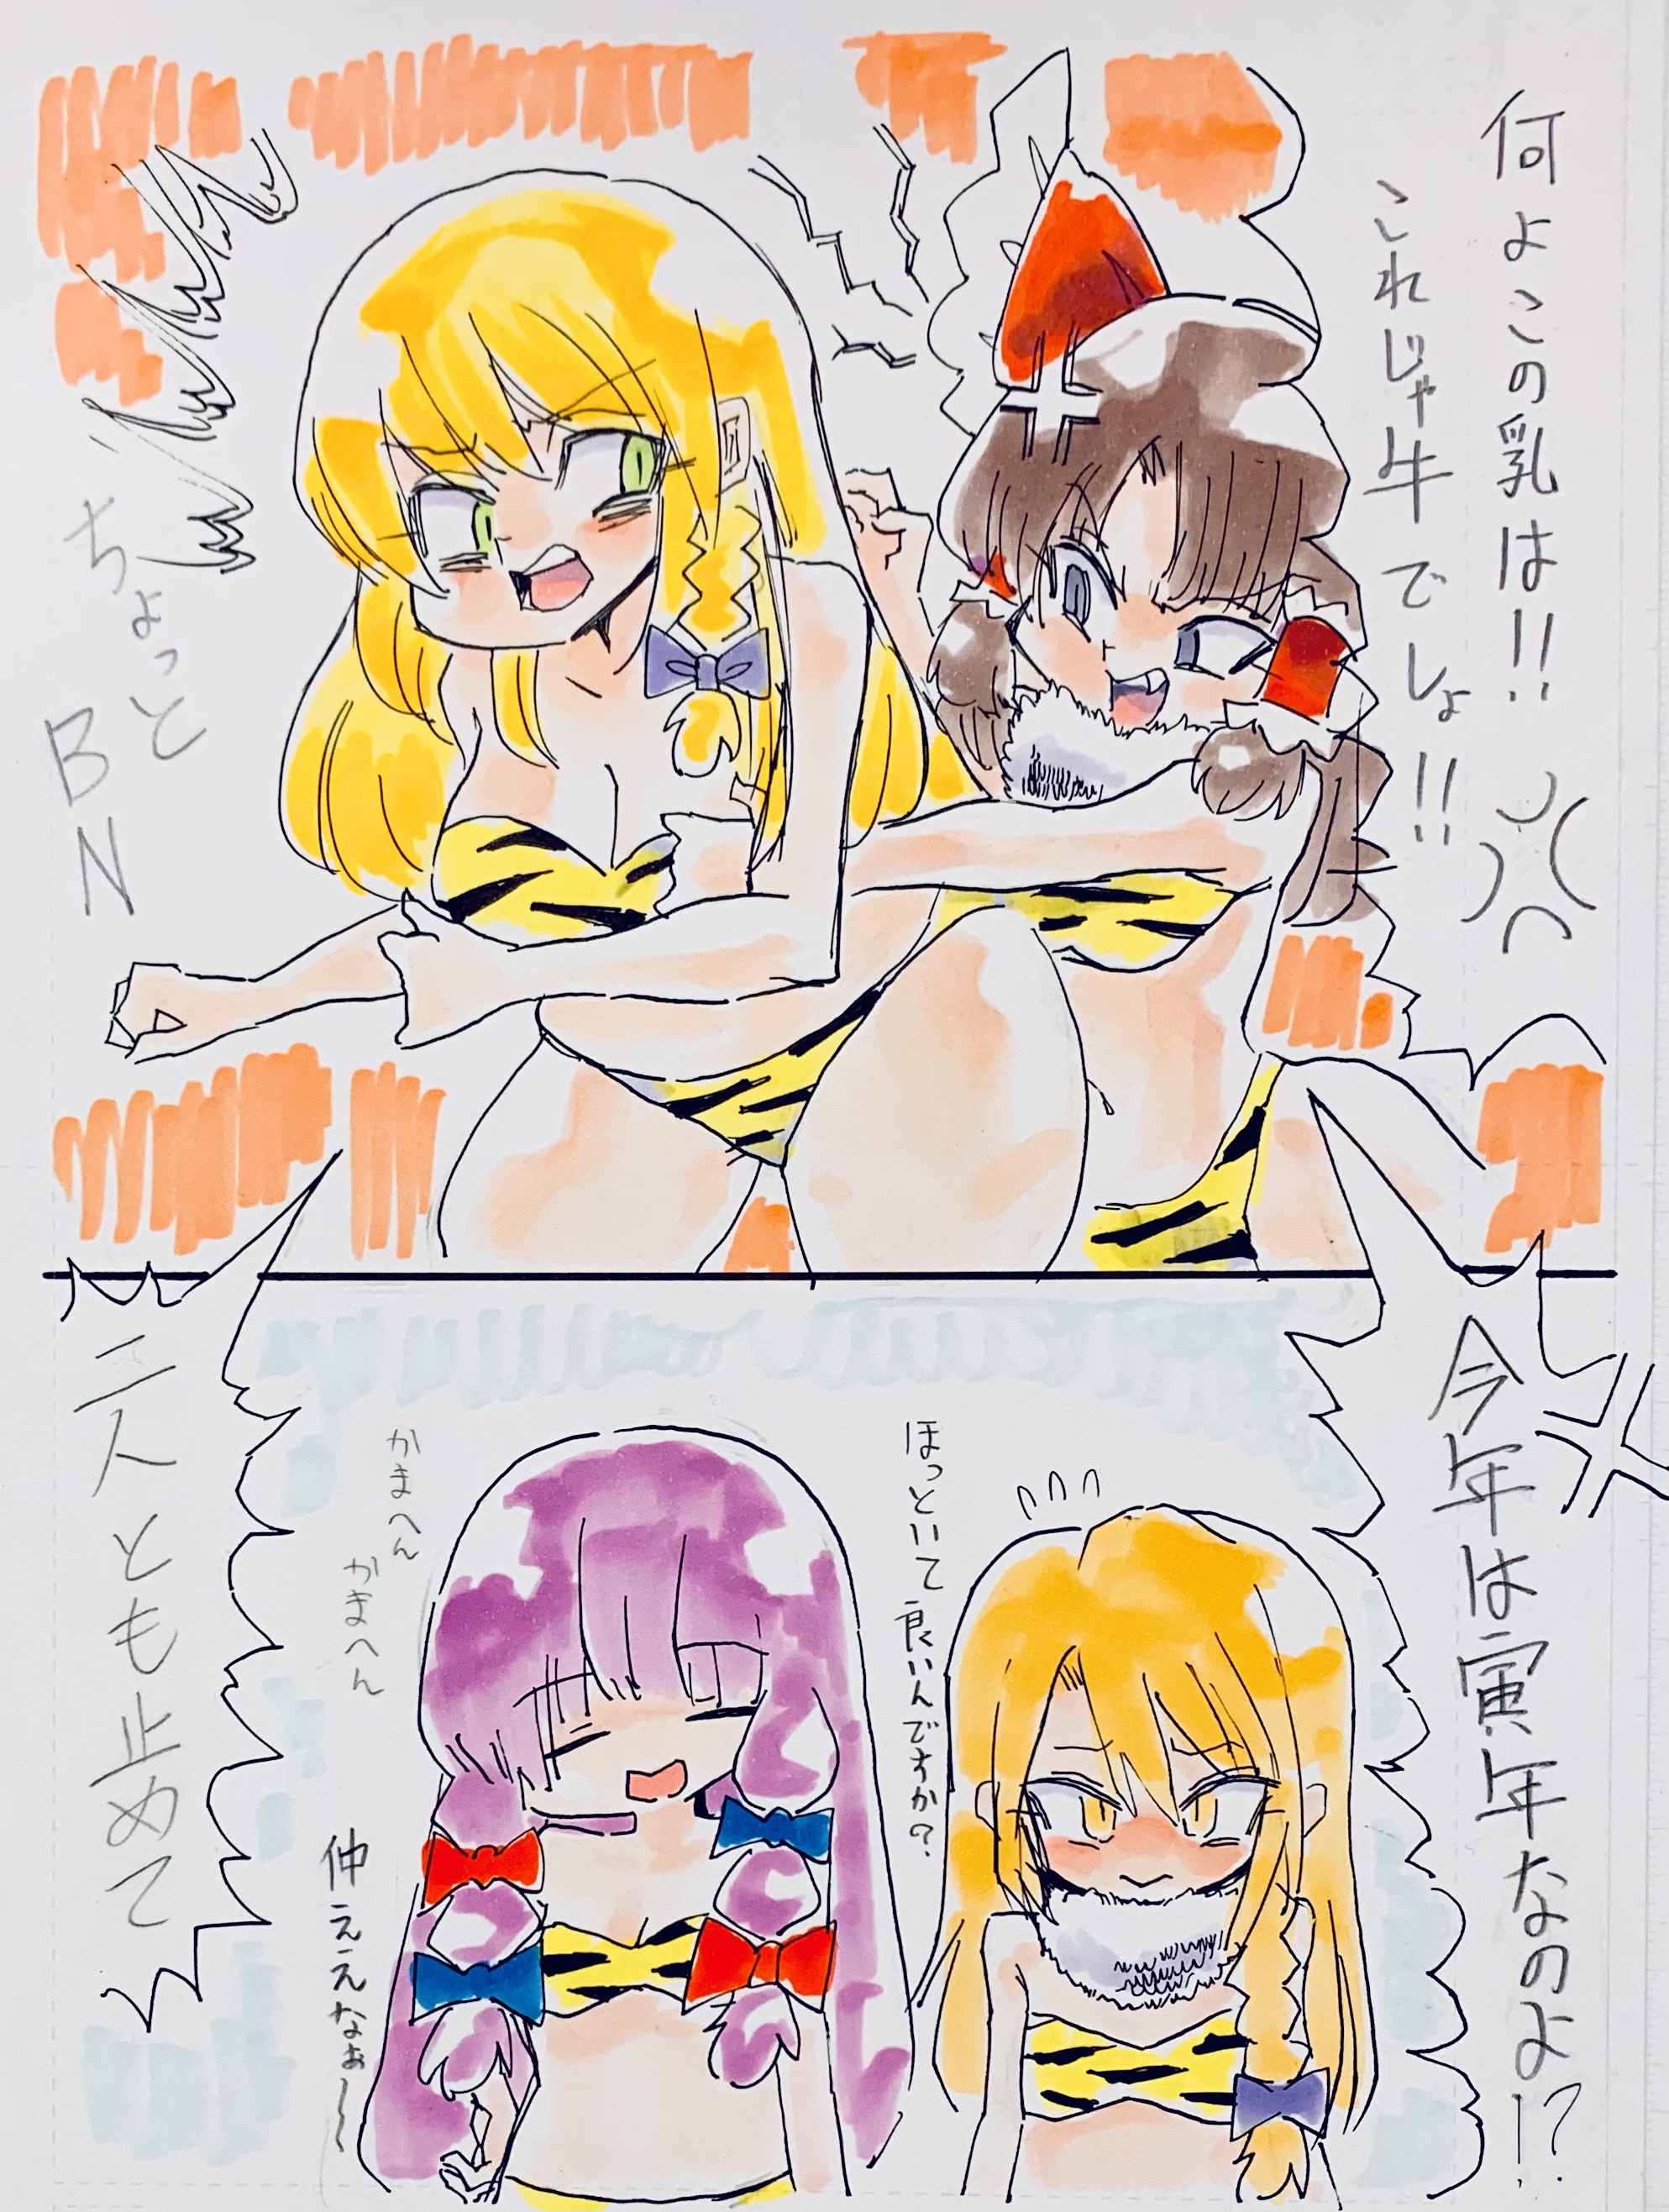 何よこの乳は!!
これじゃ牛でしょ!!
ちょっと
BN
今年は寅年なのよー!?
ほっといて良いんですか?
かまへん
かまへん
仲ええなぁ〜
二人とも止めて